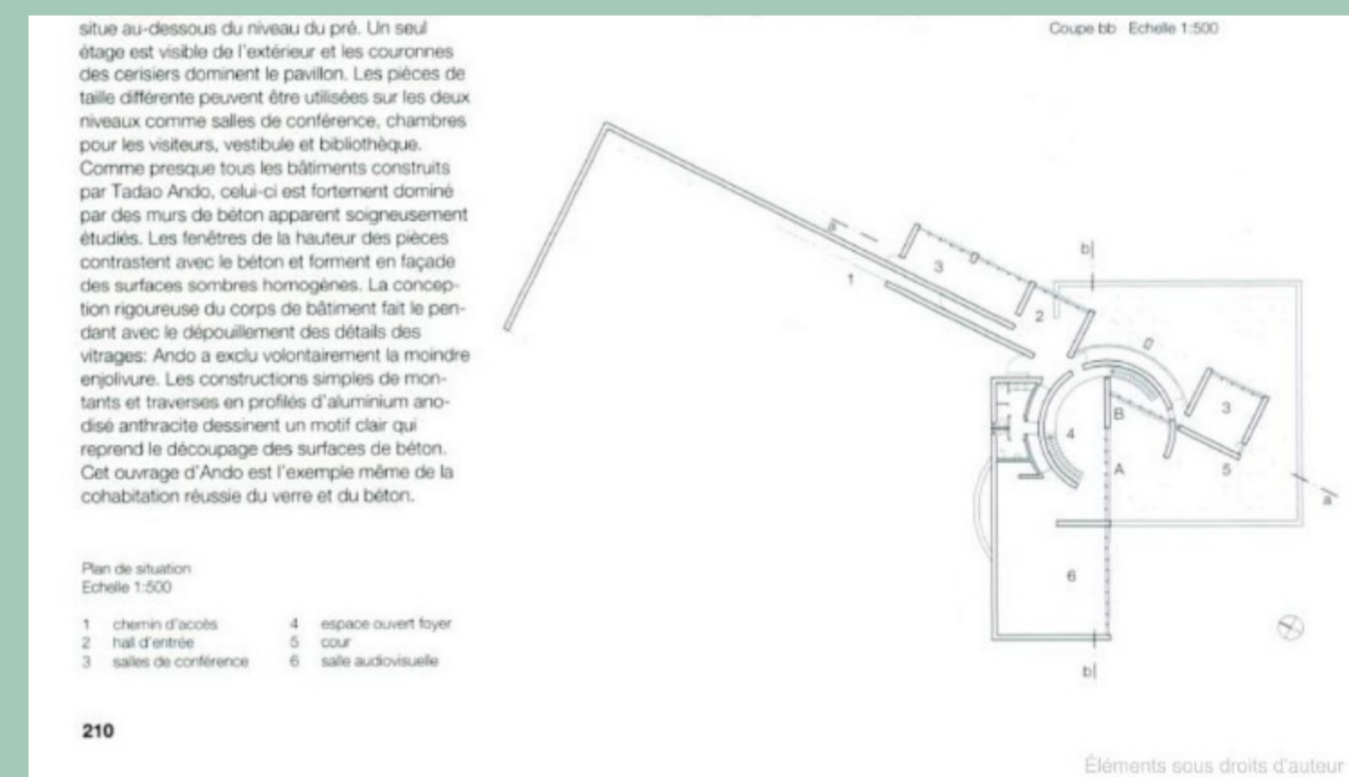 situe au-dessous du niveau du pré. Un seul
étage est visible de l'extérieur et les couronnes
des cerisiers dominent le pavillon. Les pièces de
taille différente peuvent être utilisées sur les deux
niveaux comme salles de conférence, chambres
pour les visiteurs, vestibule et bibliothèque.
Comme presque tous les bâtiments construits
par Tadao Ando, celui-ci est fortement dominé
par des murs de béton apparent soigneusement
étudiés. Les fenêtres de la hauteur des pièces
contrastent avec le béton et forment en façade
des surfaces sombres homogènes. La concep-
tion rigoureuse du corps de bâtiment fait le pen-
dant avec le dépouillement des détails des
vitrages: Ando a exclu volontairement la moindre
enjolivure. Les constructions simples de mon-
tants et traverses en profilés d'aluminium ano-
disé anthracite dessinent un motif clair qui
reprend le découpage des surfaces de béton.
Cet ouvrage d'Ando est l'exemple même de la
cohabitation réussie du verre et du béton.
Plan de situation
Echelle 1:500
1 chemin d'accès
2 hall d'entrée
3 salles de conférence
4 espace ouvert foyer
5 cour
6 salle audiovisuelle
210
Coupe bb Echelle 1:500
a
b
3
1
2
3
B
4
A
5
a
6
b
Éléments sous droits d'auteur